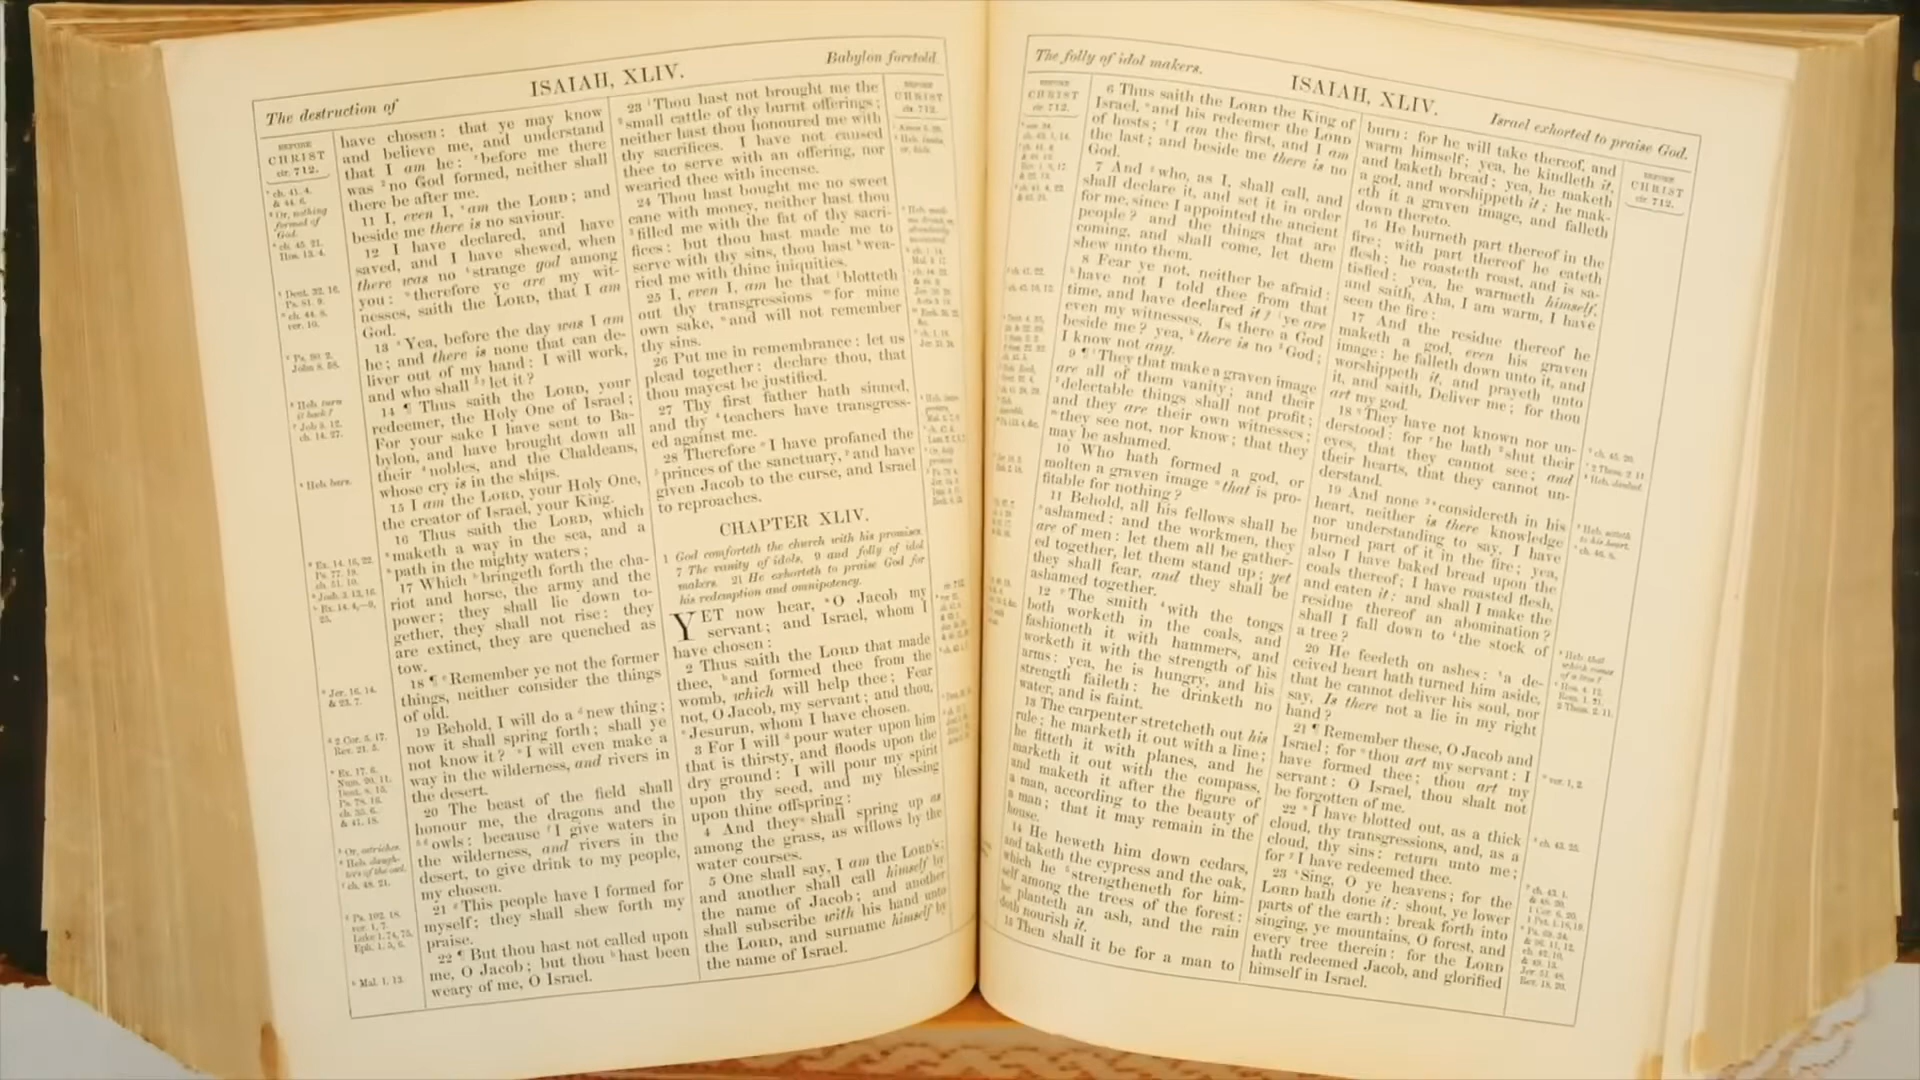 The destruction of
ISAIAH, XLIV.
Babylon foretold.
BEFORE
CHRIST
cir. 712.
have chosen: that ye may know
and believe me, and understand
that I am he: before me there
was no God formed, neither shall
there be after me.
11 I, even I, am the LORD; and
beside me there is no saviour.
12 I have declared, and have
saved, and I have shewed, when
there was no strange god among
you: therefore ye are my wit-
nesses, saith the LORD, that I am
God.
13 Yea, before the day was I am
he; and there is none that can de-
liver out of my hand: I will work,
and who shall let it?
14 ¶ Thus saith the LORD, your
redeemer, the Holy One of Israel;
For your sake I have sent to Ba-
bylon, and have brought down all
their nobles, and the Chaldeans,
whose cry is in the ships.
15 I am the LORD, your Holy One,
the creator of Israel, your King.
16 Thus saith the LORD, which
maketh a way in the sea, and a
path in the mighty waters;
17 Which bringeth forth the cha-
riot and horse, the army and the
power; they shall lie down to-
gether, they shall not rise: they
are extinct, they are quenched as
tow.
18 ¶ Remember ye not the former
things, neither consider the things
of old.
19 Behold, I will do a new thing;
now it shall spring forth; shall ye
not know it? I will even make a
way in the wilderness, and rivers in
the desert.
20 The beast of the field shall
honour me, the dragons and the
owls: because I give waters in
the wilderness, and rivers in the
desert, to give drink to my people,
my chosen.
21 This people have I formed for
myself; they shall shew forth my
praise.
22 ¶ But thou hast not called upon
me, O Jacob; but thou hast been
weary of me, O Israel.
23 Thou hast not brought me the
small cattle of thy burnt offerings;
neither hast thou honoured me with
thy sacrifices. I have not caused
thee to serve with an offering, nor
wearied thee with incense.
24 Thou hast bought me no sweet
cane with money, neither hast thou
filled me with the fat of thy sacri-
fices: but thou hast made me to
serve with thy sins, thou hast wea-
ried me with thine iniquities.
25 I, even I, am he that blotteth
out thy transgressions for mine
own sake, and will not remember
thy sins.
26 Put me in remembrance: let us
plead together: declare thou, that
thou mayest be justified.
27 Thy first father hath sinned,
and thy teachers have transgress-
ed against me.
28 Therefore I have profaned the
princes of the sanctuary, and have
given Jacob to the curse, and Israel
to reproaches.
CHAPTER XLIV.
1 God comforteth the church with his promises.
7 The vanity of idols, 9 and folly of idol
makers. 21 He exhorteth to praise God for
his redemption and omnipotency.
YET now hear, O Jacob my
servant; and Israel, whom I
have chosen:
2 Thus saith the LORD that made
thee, and formed thee from the
womb, which will help thee; Fear
not, O Jacob, my servant; and thou,
Jesurun, whom I have chosen.
3 For I will pour water upon him
that is thirsty, and floods upon the
dry ground: I will pour my spirit
upon thy seed, and my blessing
upon thine offspring:
4 And they shall spring up as
among the grass, as willows by the
water courses.
5 One shall say, I am the LORD'S;
and another shall call himself by
the name of Jacob; and another
shall subscribe with his hand unto
the LORD, and surname himself by
the name of Israel.
The folly of idol makers.
ISAIAH, XLIV.
Israel exhorted to praise God.
BEFORE
CHRIST
cir. 712.
6 Thus saith the LORD the King of
Israel, and his redeemer the LORD
of hosts; I am the first, and I am
the last; and beside me there is no
God.
7 And who, as I, shall call, and
shall declare it, and set it in order
for me, since I appointed the ancient
people? and the things that are
coming, and shall come, let them
shew unto them.
8 Fear ye not, neither be afraid:
have not I told thee from that
time, and have declared it? ye are
even my witnesses. Is there a God
beside me? yea, there is no God;
I know not any.
9 ¶ They that make a graven image
are all of them vanity; and their
delectable things shall not profit;
and they are their own witnesses;
they see not, nor know; that they
may be ashamed.
10 Who hath formed a god, or
molten a graven image that is pro-
fitable for nothing?
11 Behold, all his fellows shall be
ashamed: and the workmen, they
are of men: let them all be gather-
ed together, let them stand up; yet
they shall fear, and they shall be
ashamed together.
12 The smith with the tongs
both worketh in the coals, and
fashioneth it with hammers, and
worketh it with the strength of his
arms: yea, he is hungry, and his
strength faileth: he drinketh no
water, and is faint.
13 The carpenter stretcheth out his
rule; he marketh it out with a line;
he fitteth it with planes, and he
marketh it out with the compass,
and maketh it after the figure of
a man, according to the beauty of
a man; that it may remain in the
house.
14 He heweth him down cedars,
and taketh the cypress and the oak,
which he strengtheneth for him-
self among the trees of the forest:
he planteth an ash, and the rain
doth nourish it.
15 Then shall it be for a man to
burn: for he will take thereof, and
warm himself; yea, he kindleth it,
and baketh bread; yea, he maketh
a god, and worshippeth it; he mak-
eth it a graven image, and falleth
down thereto.
16 He burneth part thereof in the
fire; with part thereof he eateth
flesh; he roasteth roast, and is sa-
tisfied: yea, he warmeth himself,
and saith, Aha, I am warm, I have
seen the fire:
17 And the residue thereof he
maketh a god, even his graven
image: he falleth down unto it, and
worshippeth it, and prayeth unto
it, and saith, Deliver me; for thou
art my god.
18 They have not known nor un-
derstood: for he hath shut their
eyes, that they cannot see; and
their hearts, that they cannot un-
derstand.
19 And none considereth in his
heart, neither is there knowledge
nor understanding to say, I have
burned part of it in the fire; yea,
also I have baked bread upon the
coals thereof; I have roasted flesh,
and eaten it: and shall I make the
residue thereof an abomination?
shall I fall down to the stock of
a tree?
20 He feedeth on ashes: a de-
ceived heart hath turned him aside,
that he cannot deliver his soul, nor
say, Is there not a lie in my right
hand?
21 ¶ Remember these, O Jacob and
Israel; for thou art my servant: I
have formed thee; thou art my
servant: O Israel, thou shalt not
be forgotten of me.
22 I have blotted out, as a thick
cloud, thy transgressions, and, as a
cloud, thy sins: return unto me;
for I have redeemed thee.
23 Sing, O ye heavens; for the
LORD hath done it: shout, ye lower
parts of the earth: break forth into
singing, ye mountains, O forest, and
every tree therein: for the LORD
hath redeemed Jacob, and glorified
himself in Israel.
BEFORE
CHRIST
cir. 712.